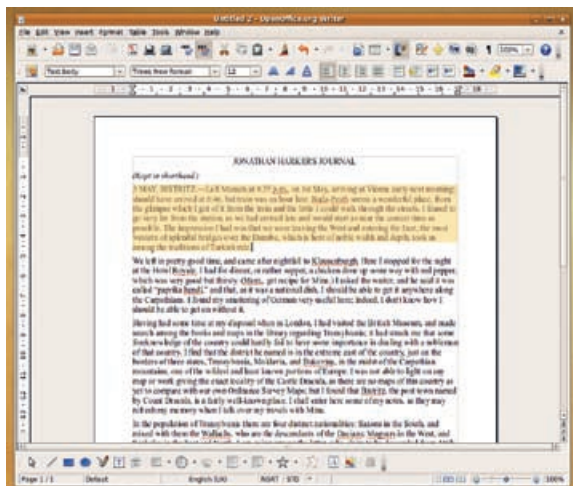 Untitled 2 - OpenOffice.org Writer
File Edit View Insert Format Table Tools Window Help
Text body Times New Roman 12
JONATHAN HARKER'S JOURNAL
(Kept in shorthand.)
3 MAY. BISTRITZ.—Left Munich at 8:35 p.m., on 1st May, arriving at Vienna early next morning;
should have arrived at 6:46, but train was an hour late. Buda-Pesth seems a wonderful place, from
the glimpse which I got of it from the train and the little I could walk through the streets. I feared to
go very far from the station, as we had arrived late and would start as near the correct time as
possible. The impression I had was that we were leaving the West and entering the East; the most
western of splendid bridges over the Danube, which is here of noble width and depth, took us
among the traditions of Turkish rule.
We left in pretty good time, and came after nightfall to Klausenburgh. Here I stopped for the night
at the Hotel Royale. I had for dinner, or rather supper, a chicken done up some way with red pepper,
which was very good but thirsty. (Mem., get recipe for Mina.) I asked the waiter, and he said it was
called "paprika hendl," and that, as it was a national dish, I should be able to get it anywhere along
the Carpathians. I found my smattering of German very useful here; indeed, I don't know how I
should be able to get on without it.
Having had some time at my disposal when in London, I had visited the British Museum, and made
search among the books and maps in the library regarding Transylvania; it had struck me that some
foreknowledge of the country could hardly fail to have some importance in dealing with a nobleman
of that country. I find that the district he named is in the extreme east of the country, just on the
borders of three states, Transylvania, Moldavia, and Bukovina, in the midst of the Carpathian
mountains; one of the wildest and least known portions of Europe. I was not able to light on any
map or work giving the exact locality of the Castle Dracula, as there are no maps of this country as
yet to compare with our own Ordnance Survey Maps; but I found that Bistritz, the post town named
by Count Dracula, is a fairly well-known place. I shall enter here some of my notes, as they may
refresh my memory when I talk over my travels with Mina.
In the population of Transylvania there are four distinct nationalities: Saxons in the South, and
mixed with them the Wallachs, who are the descendants of the Dacians; Magyars in the West, and
Page 1 / 1 Default English (UK) INSRT STD 100%